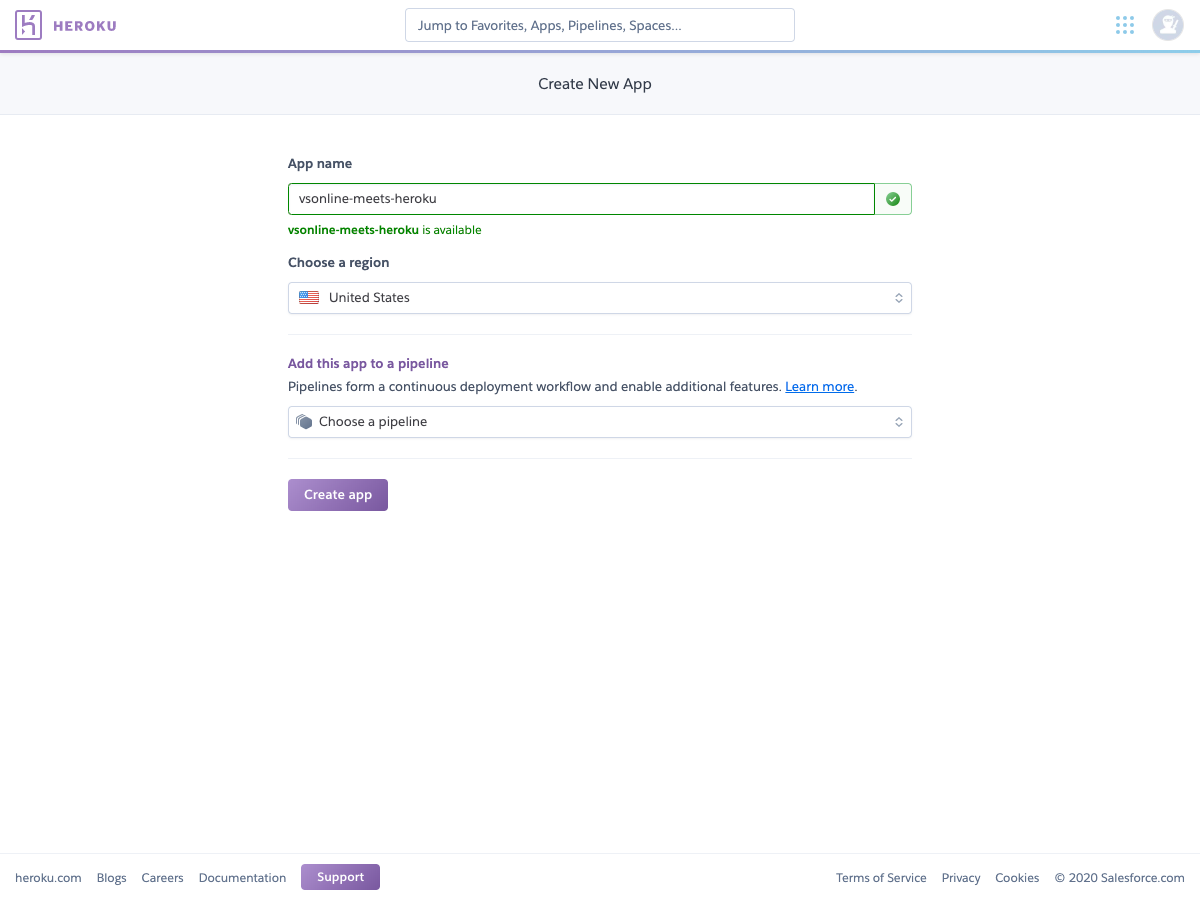 HEROKU
Jump to Favorites, Apps, Pipelines, Spaces...
Create New App
App name
vsonline-meets-heroku
vsonline-meets-heroku is available
Choose a region
United States
Add this app to a pipeline
Pipelines form a continuous deployment workflow and enable additional features. Learn more.
Choose a pipeline
Create app
heroku.com Blogs Careers Documentation Support Terms of Service Privacy Cookies © 2020 Salesforce.com